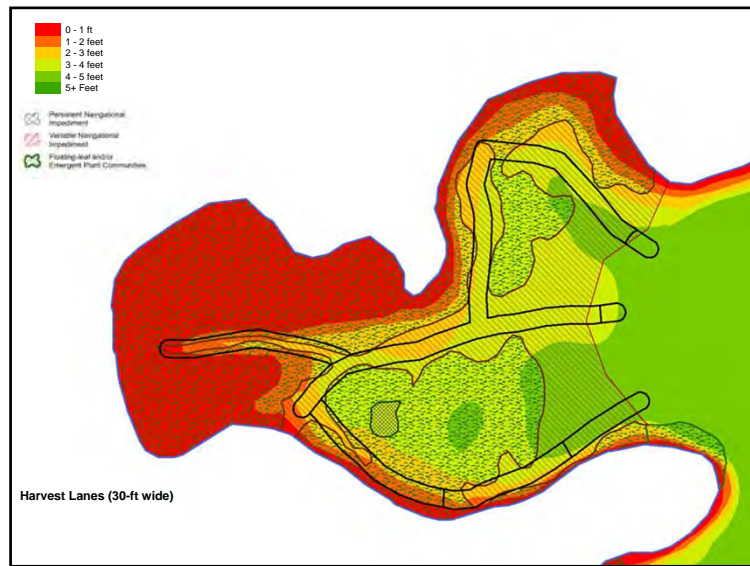 0 - 1 ft
1 - 2 feet
2 - 3 feet
3 - 4 feet
4 - 5 feet
5+ Feet
Persistent Navigational
Impediment
Variable Navigational
Impediment
Floating-leaf and/or
Emergent Plant Communities
Harvest Lanes (30-ft wide)